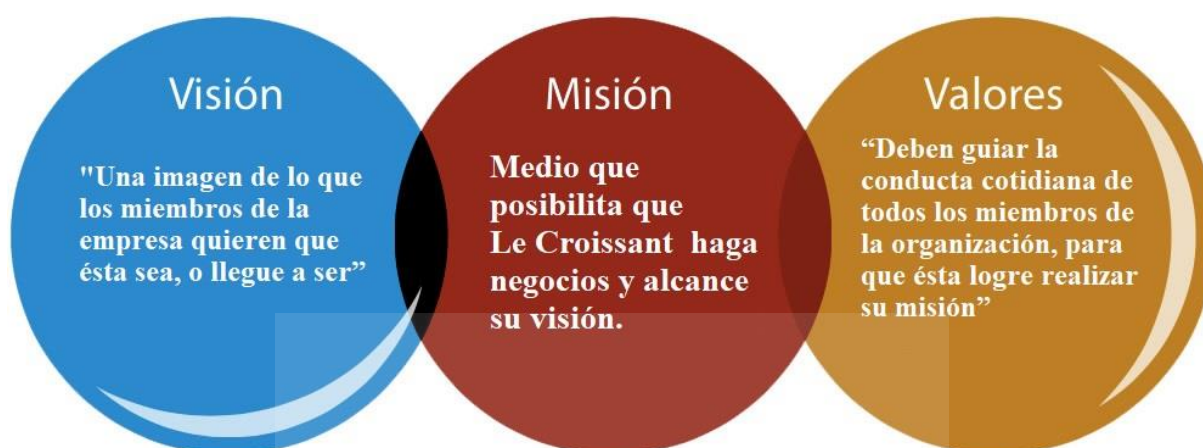 Visión
"Una imagen de lo que
los miembros de la
empresa quieren que
ésta sea, o llegue a ser”
Misión
Medio que
posibilita que
Le Croissant haga
negocios y alcance
su visión.
Valores
“Deben guiar la
conducta cotidiana de
todos los miembros de
la organización, para
que ésta logre realizar
su misión”